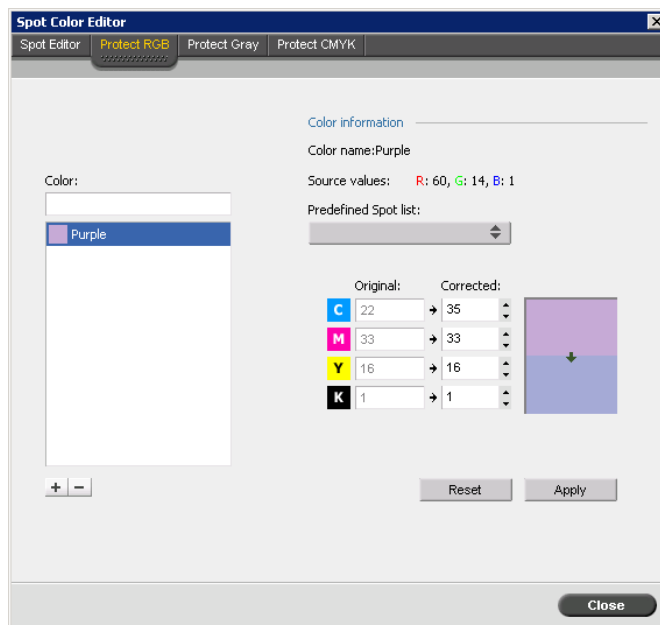 Spot Color Editor
Spot Editor Protect RGB Protect Gray Protect CMYK
Color information
Color name:Purple
Color:
Source values: R: 60, G: 14, B: 1
Predefined Spot list:
Purple
Original: Corrected:
C 22 35
M 33 33
Y 16 16
K 1 1
+ −
Reset Apply
Close